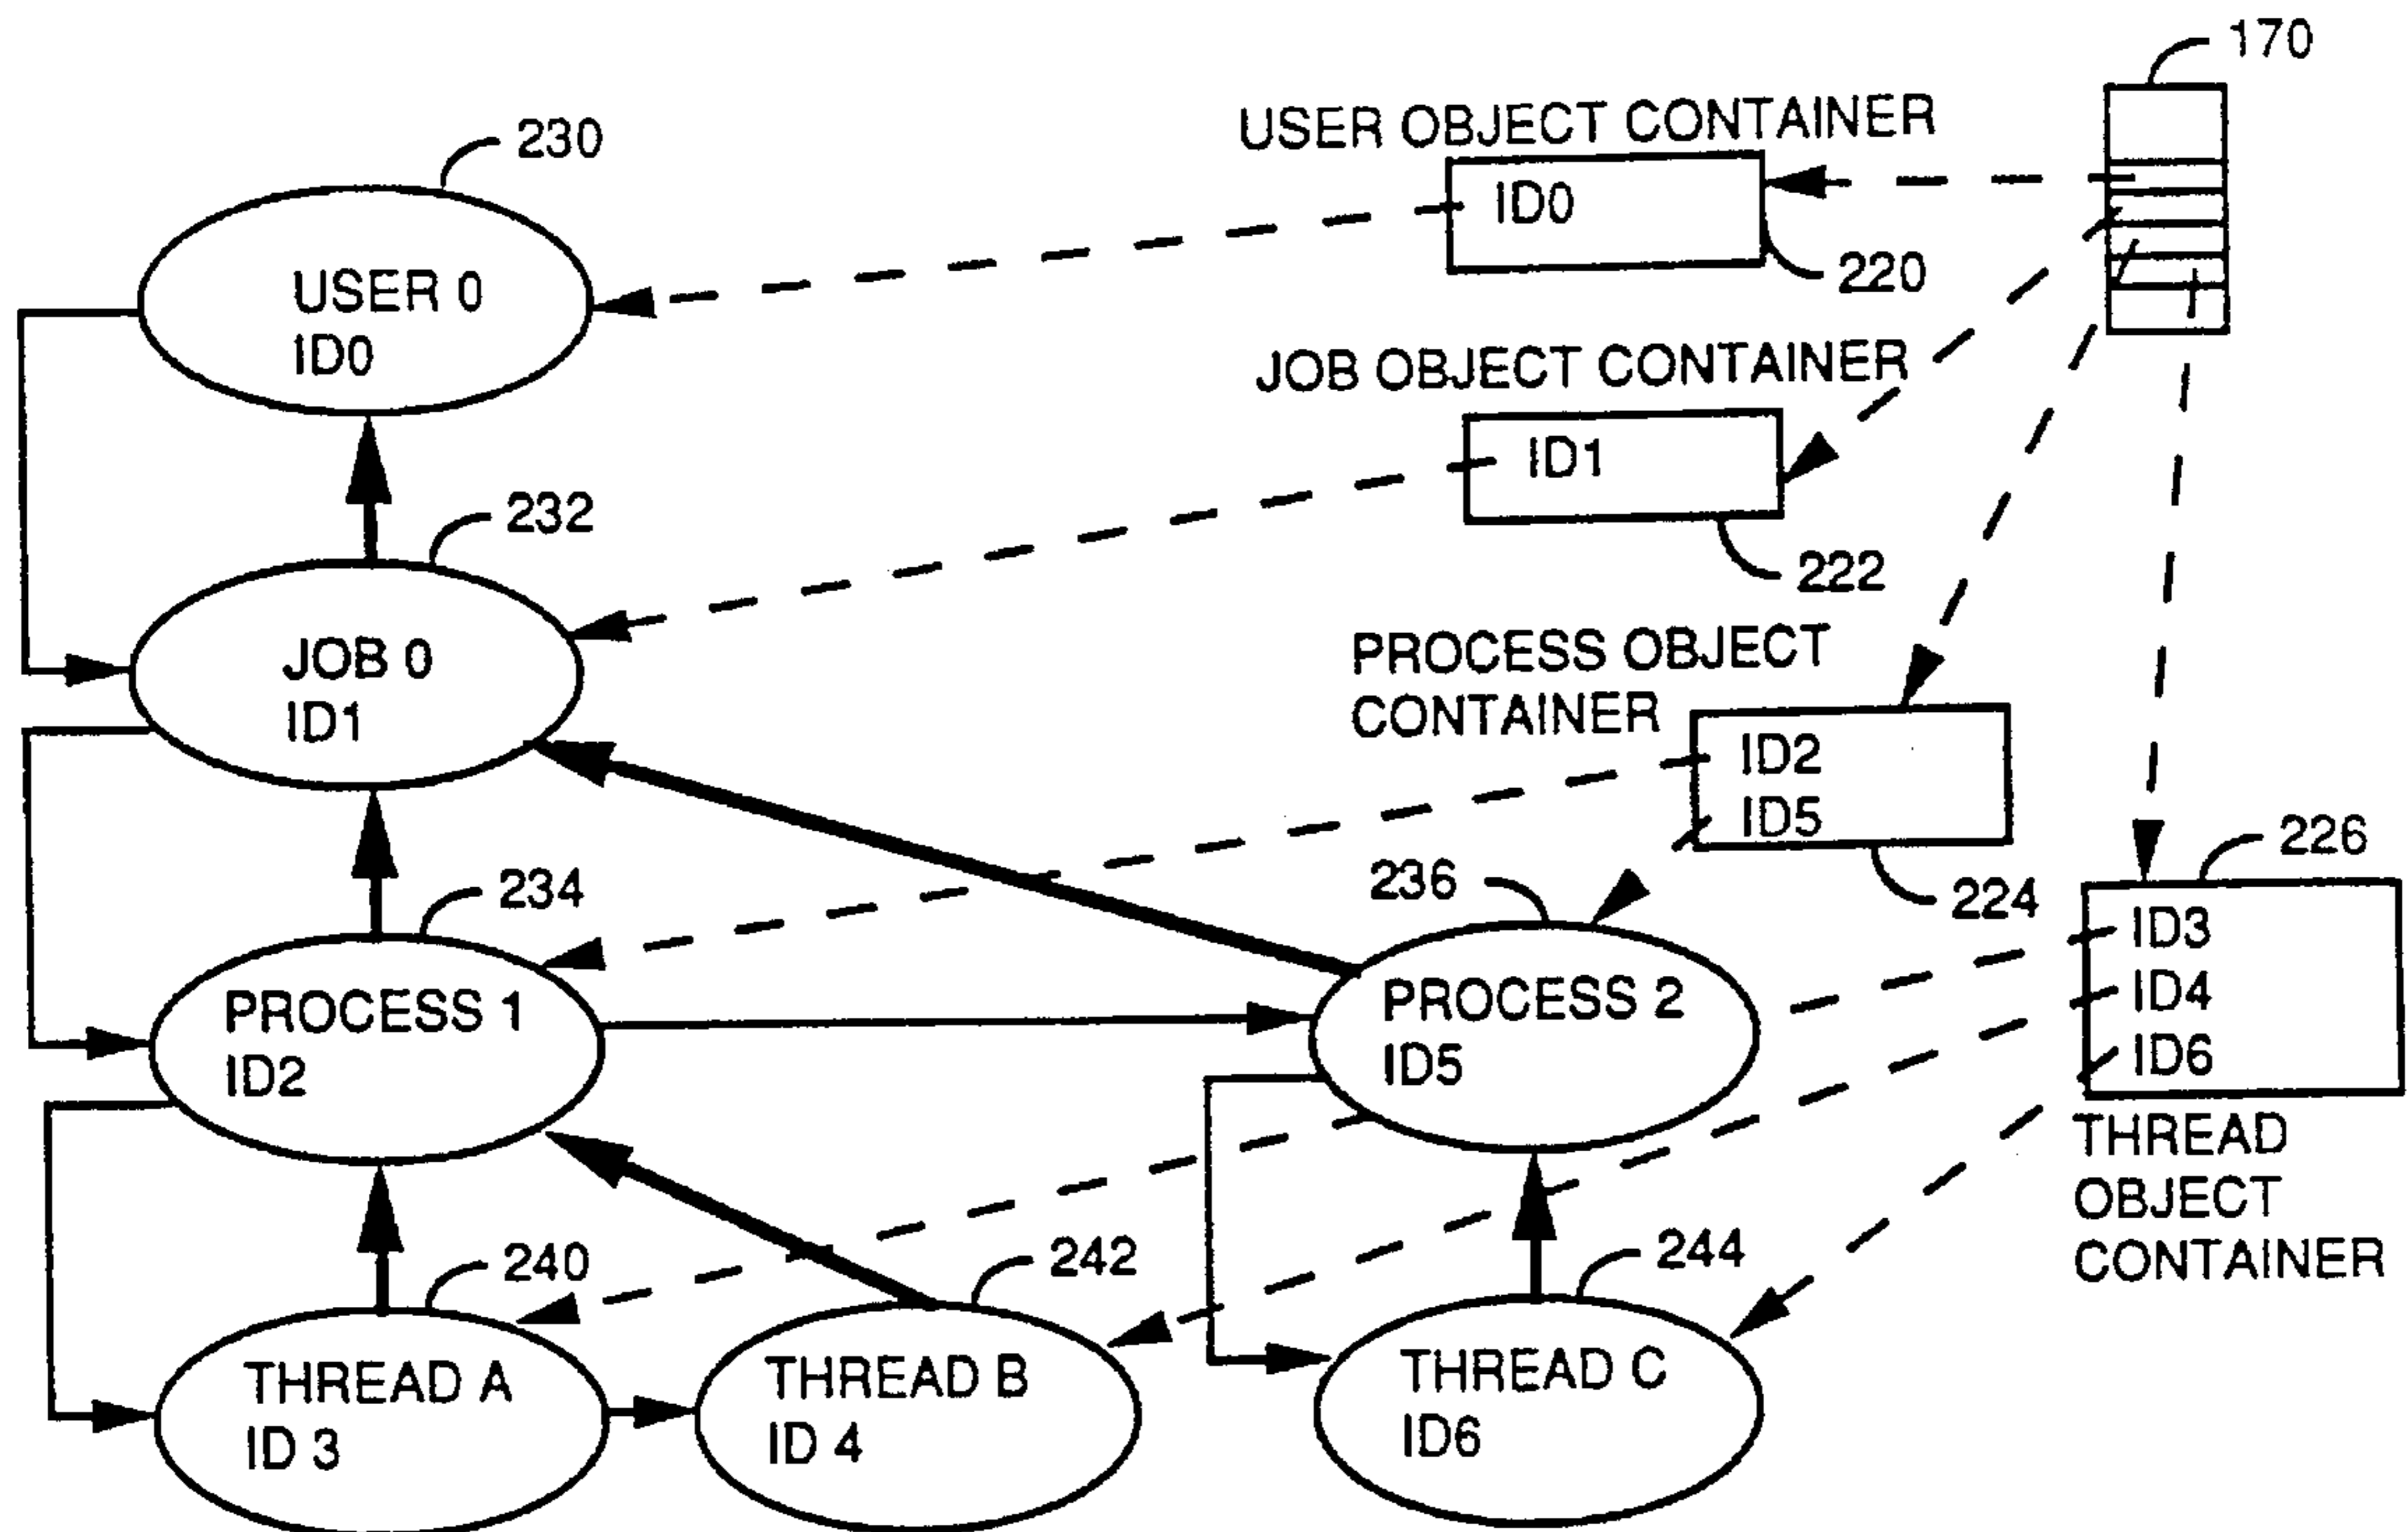 170
USER OBJECT CONTAINER
230
ID0
220
USER 0
ID0
JOB OBJECT CONTAINER
ID1
232
222
JOB 0
ID1
PROCESS OBJECT
CONTAINER
ID2
ID5
226
234
236
224
ID3
ID4
ID6
PROCESS 1
ID2
PROCESS 2
ID5
THREAD
OBJECT
CONTAINER
240
242
244
THREAD A
ID 3
THREAD B
ID 4
THREAD C
ID6